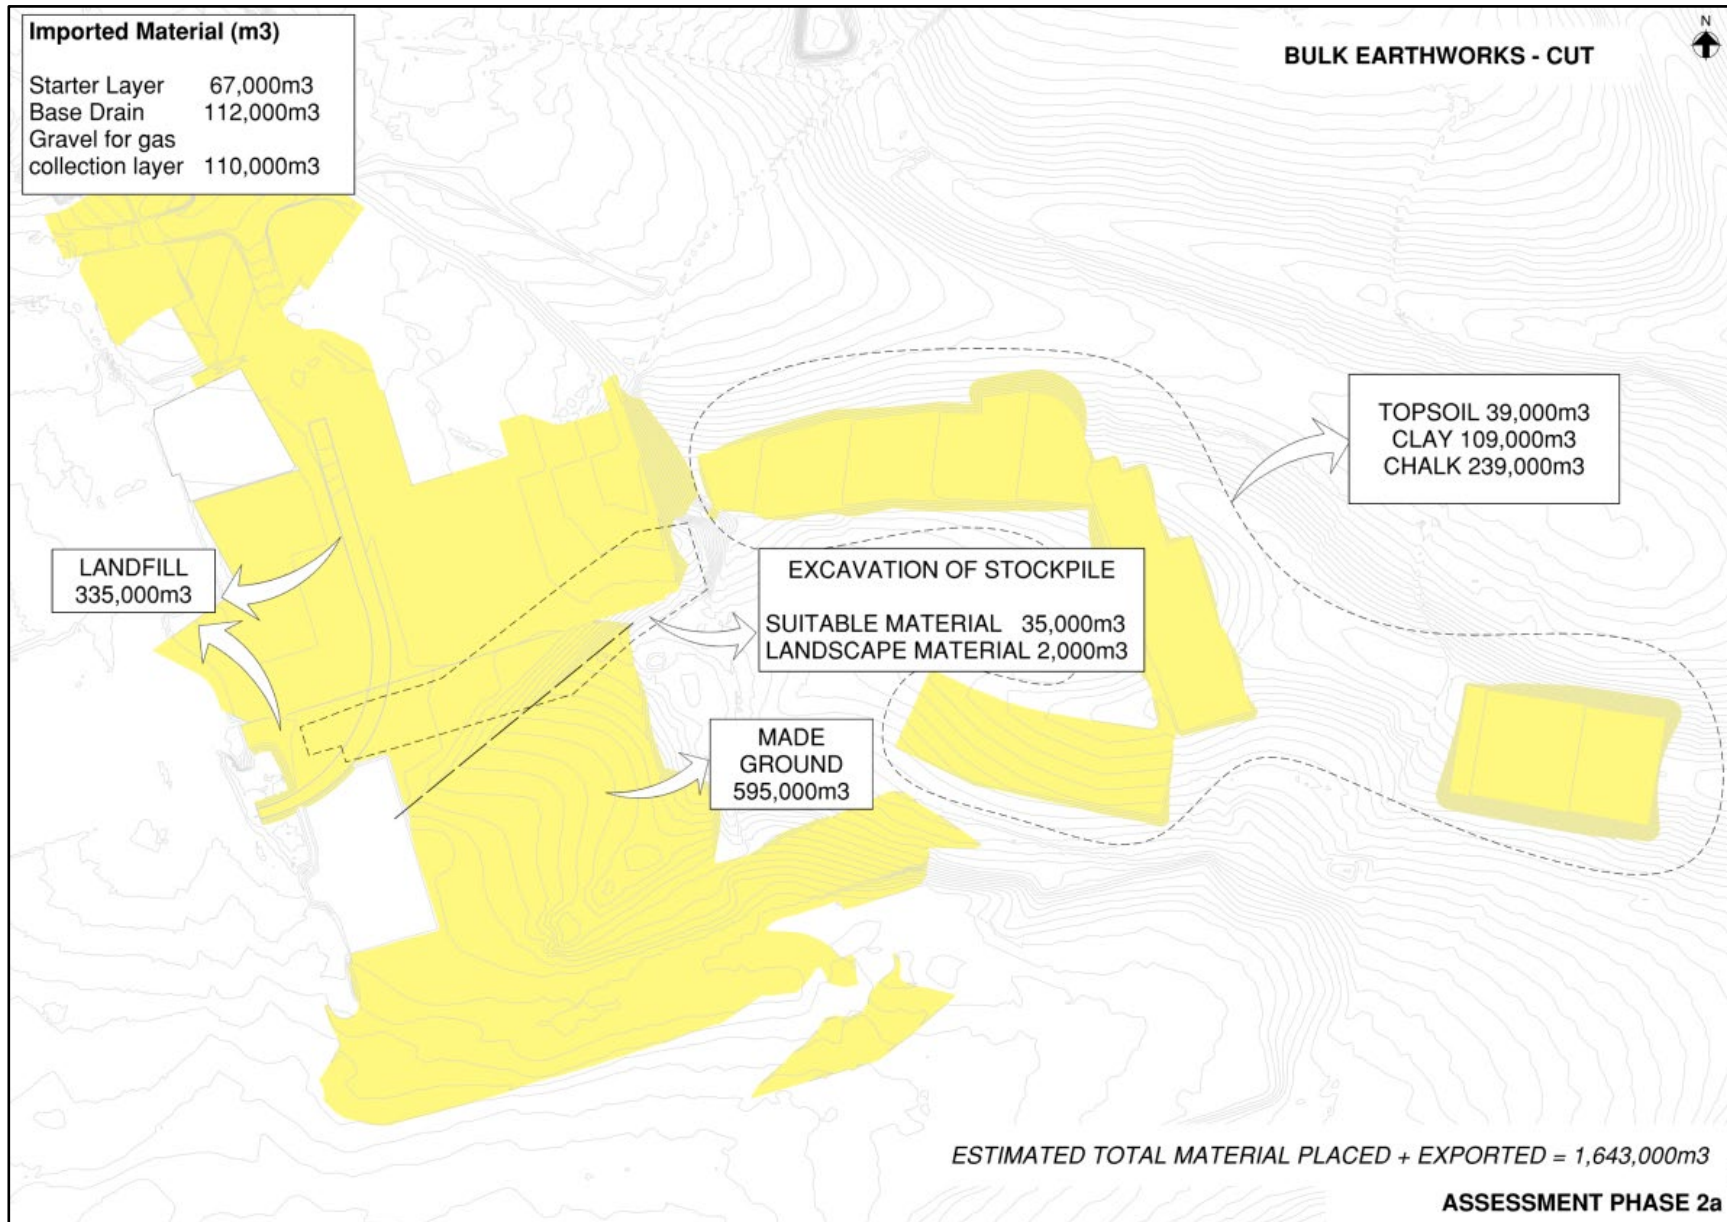 Imported Material (m3)
Starter Layer 67,000m3
Base Drain 112,000m3
Gravel for gas
collection layer 110,000m3
BULK EARTHWORKS - CUT
N
TOPSOIL 39,000m3
CLAY 109,000m3
CHALK 239,000m3
LANDFILL
335,000m3
EXCAVATION OF STOCKPILE
SUITABLE MATERIAL 35,000m3
LANDSCAPE MATERIAL 2,000m3
MADE
GROUND
595,000m3
ESTIMATED TOTAL MATERIAL PLACED + EXPORTED = 1,643,000m3
ASSESSMENT PHASE 2a